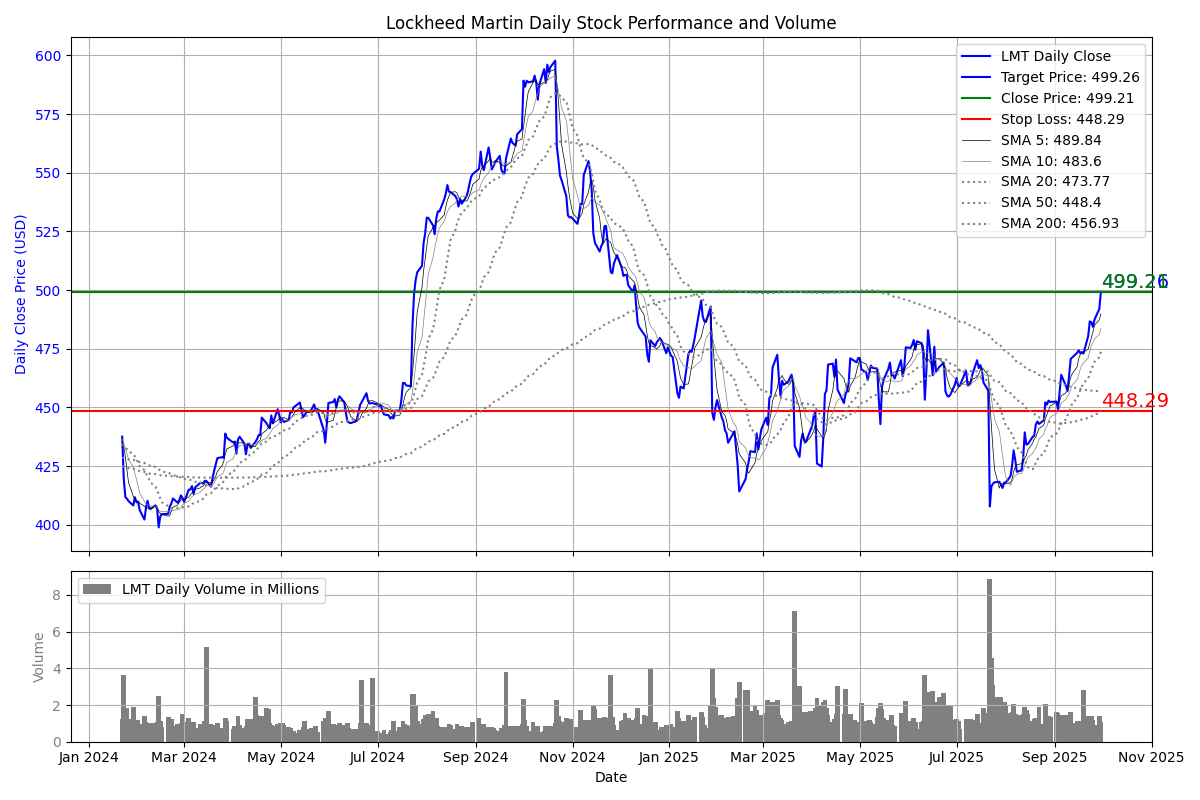 Lockheed Martin Daily Stock Performance and Volume
600
575
550
525
500
475
450
425
400
Daily Close Price (USD)
LMT Daily Close
Target Price: 499.26
Close Price: 499.21
Stop Loss: 448.29
SMA 5: 489.84
SMA 10: 483.6
SMA 20: 473.77
SMA 50: 448.4
SMA 200: 456.93
499.26
499.21
448.29
LMT Daily Volume in Millions
8
6
4
2
0
Volume
Jan 2024 Mar 2024 May 2024 Jul 2024 Sep 2024 Nov 2024 Jan 2025 Mar 2025 May 2025 Jul 2025 Sep 2025 Nov 2025
Date